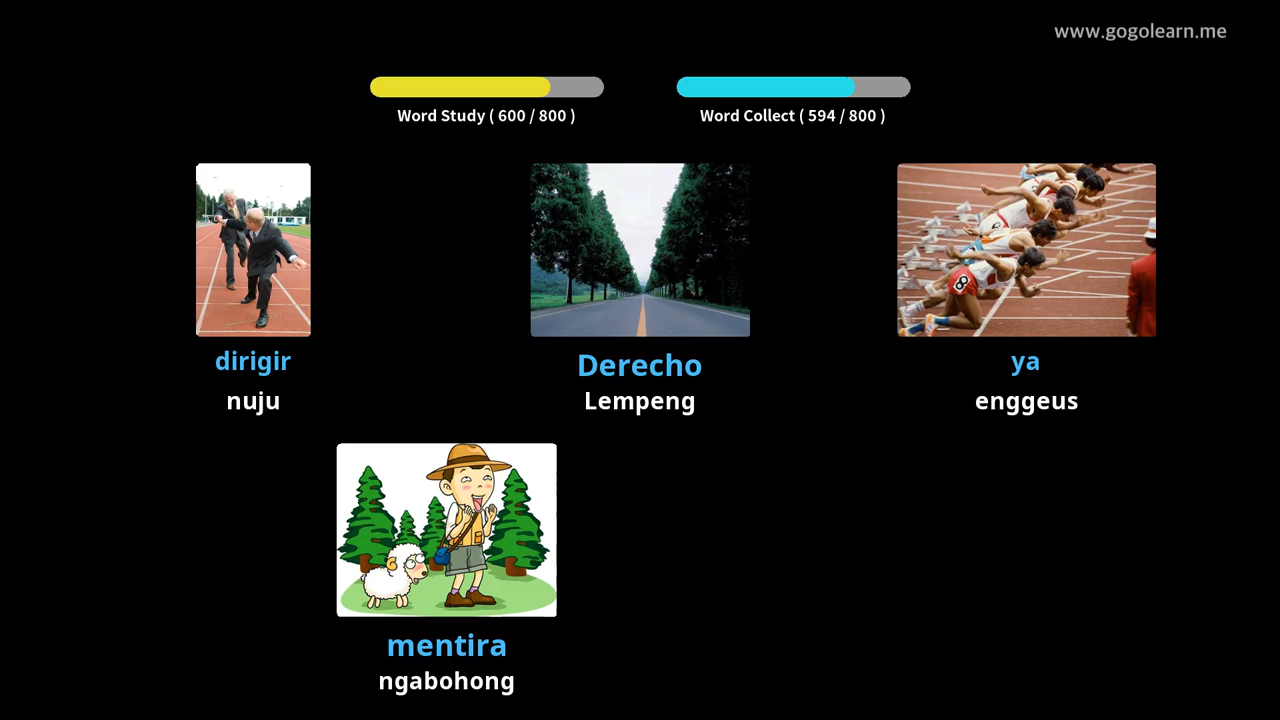 www.gogolearn.me
Word Study ( 600 / 800 )
Word Collect ( 594 / 800 )
dirigir
nuju
Derecho
Lempeng
ya
enggeus
mentira
ngabohong